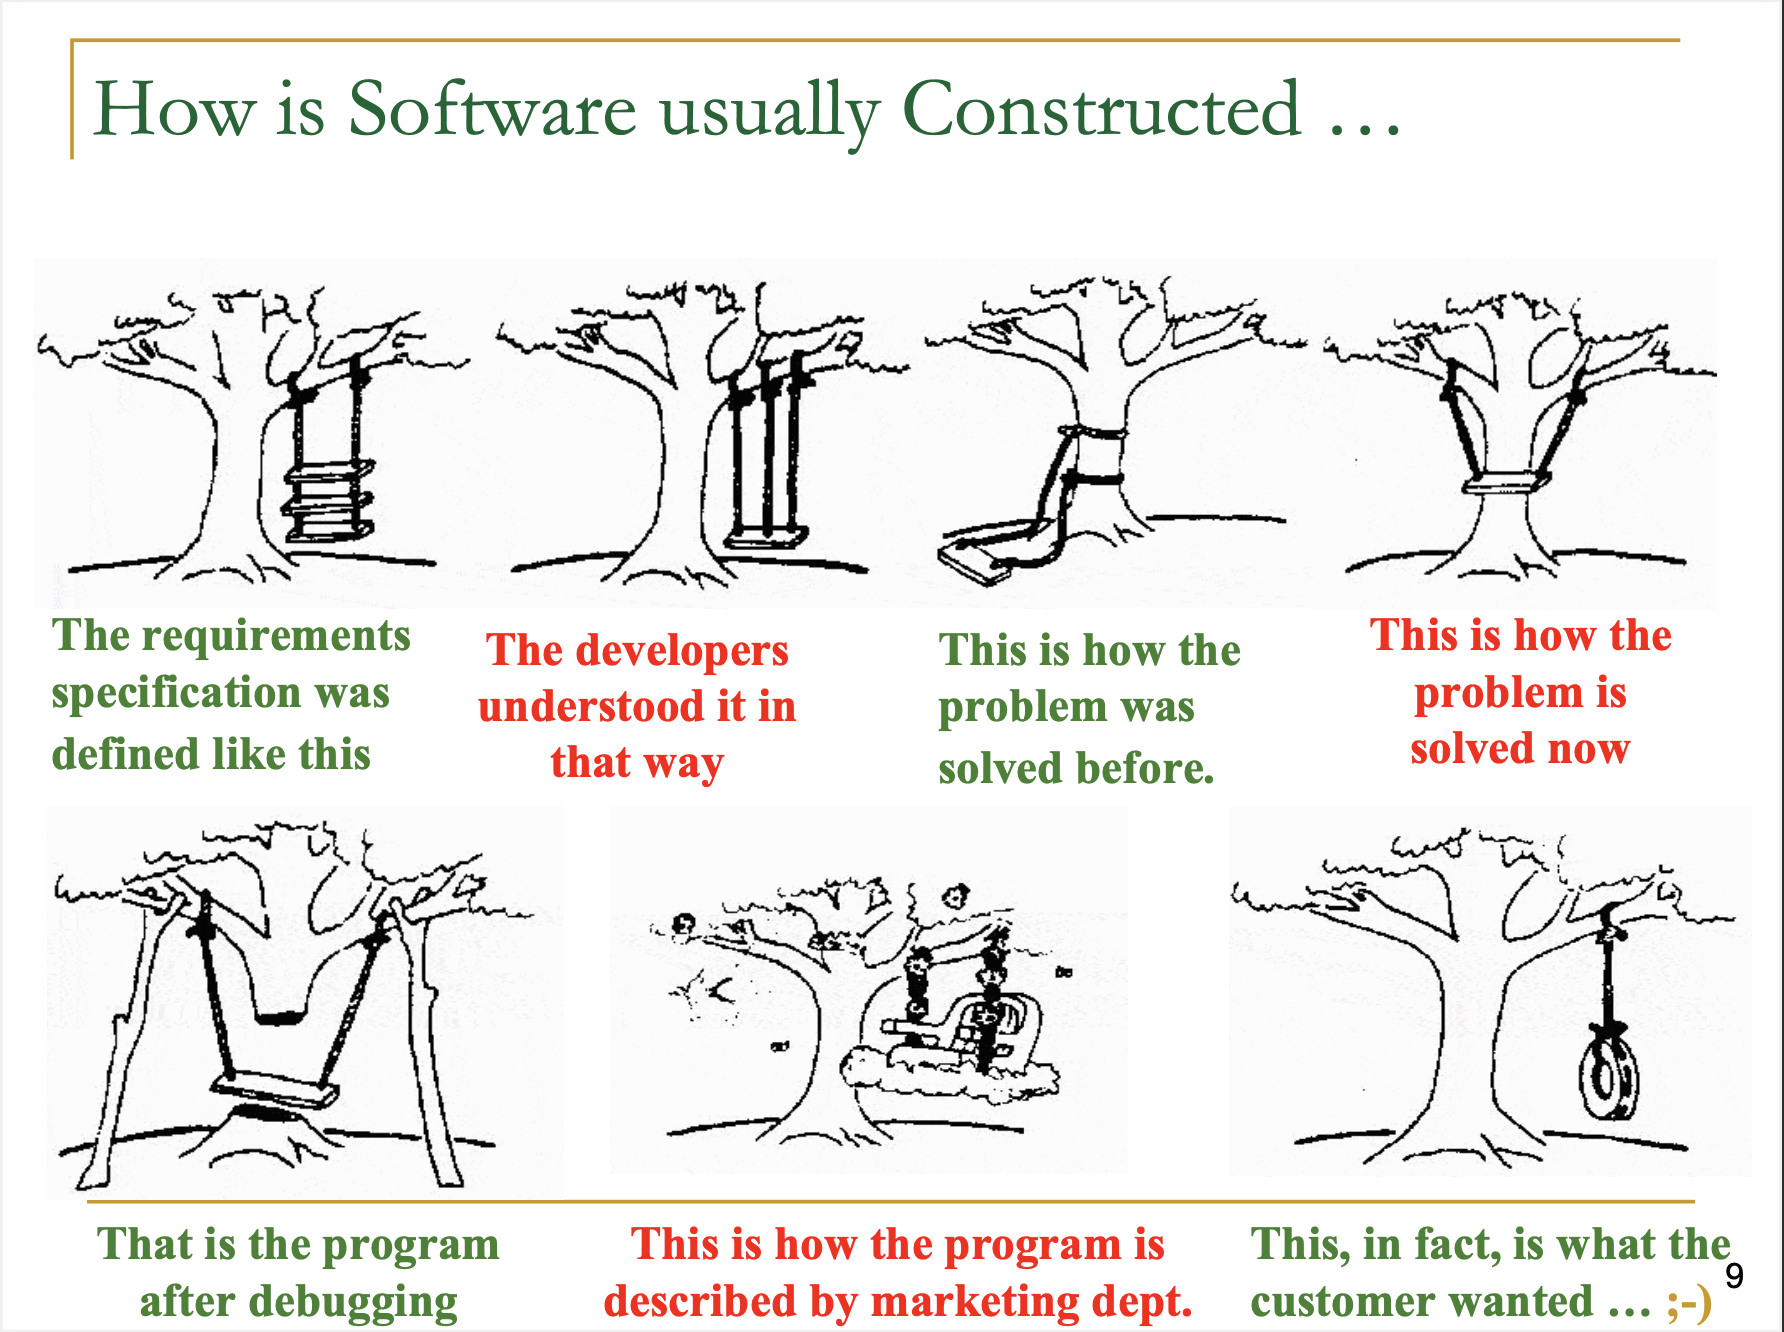 How is Software usually Constructed …
The requirements
specification was
defined like this
The developers
understood it in
that way
This is how the
problem was
solved before.
This is how the
problem is
solved now
That is the program
after debugging
This is how the program is
described by marketing dept.
This, in fact, is what the
customer wanted … ;-)
9